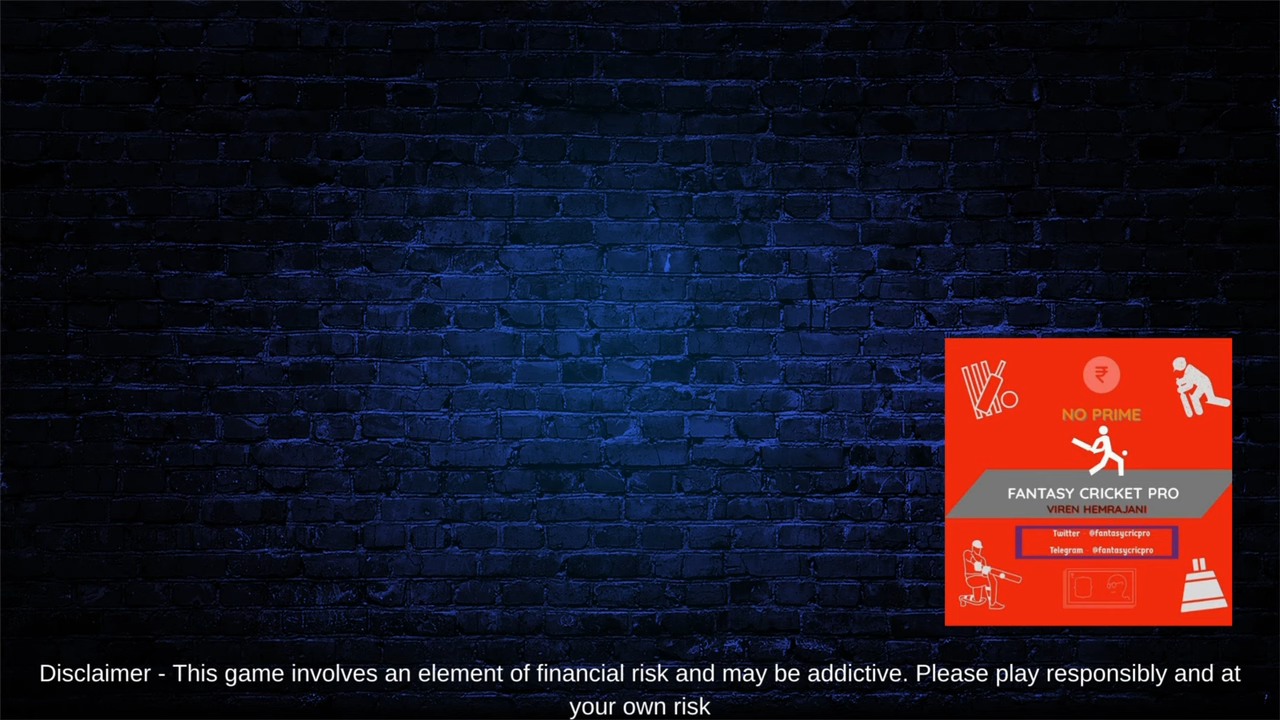 ₹
NO PRIME
FANTASY CRICKET PRO
VIREN HEMRAJANI
Twitter - @fantasycricpro
Telegram - @fantasycricpro
Disclaimer - This game involves an element of financial risk and may be addictive. Please play responsibly and at
your own risk